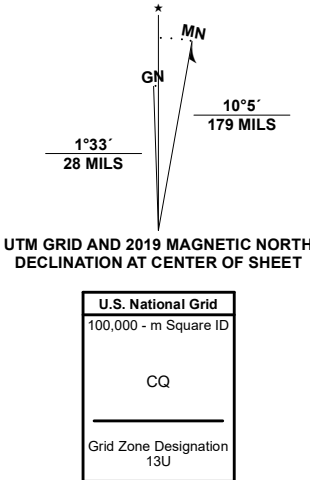 ★
MN
GN
10°5´
179 MILS
1°33´
28 MILS
UTM GRID AND 2019 MAGNETIC NORTH
DECLINATION AT CENTER OF SHEET
U.S. National Grid
100,000 - m Square ID
CQ
Grid Zone Designation
13U